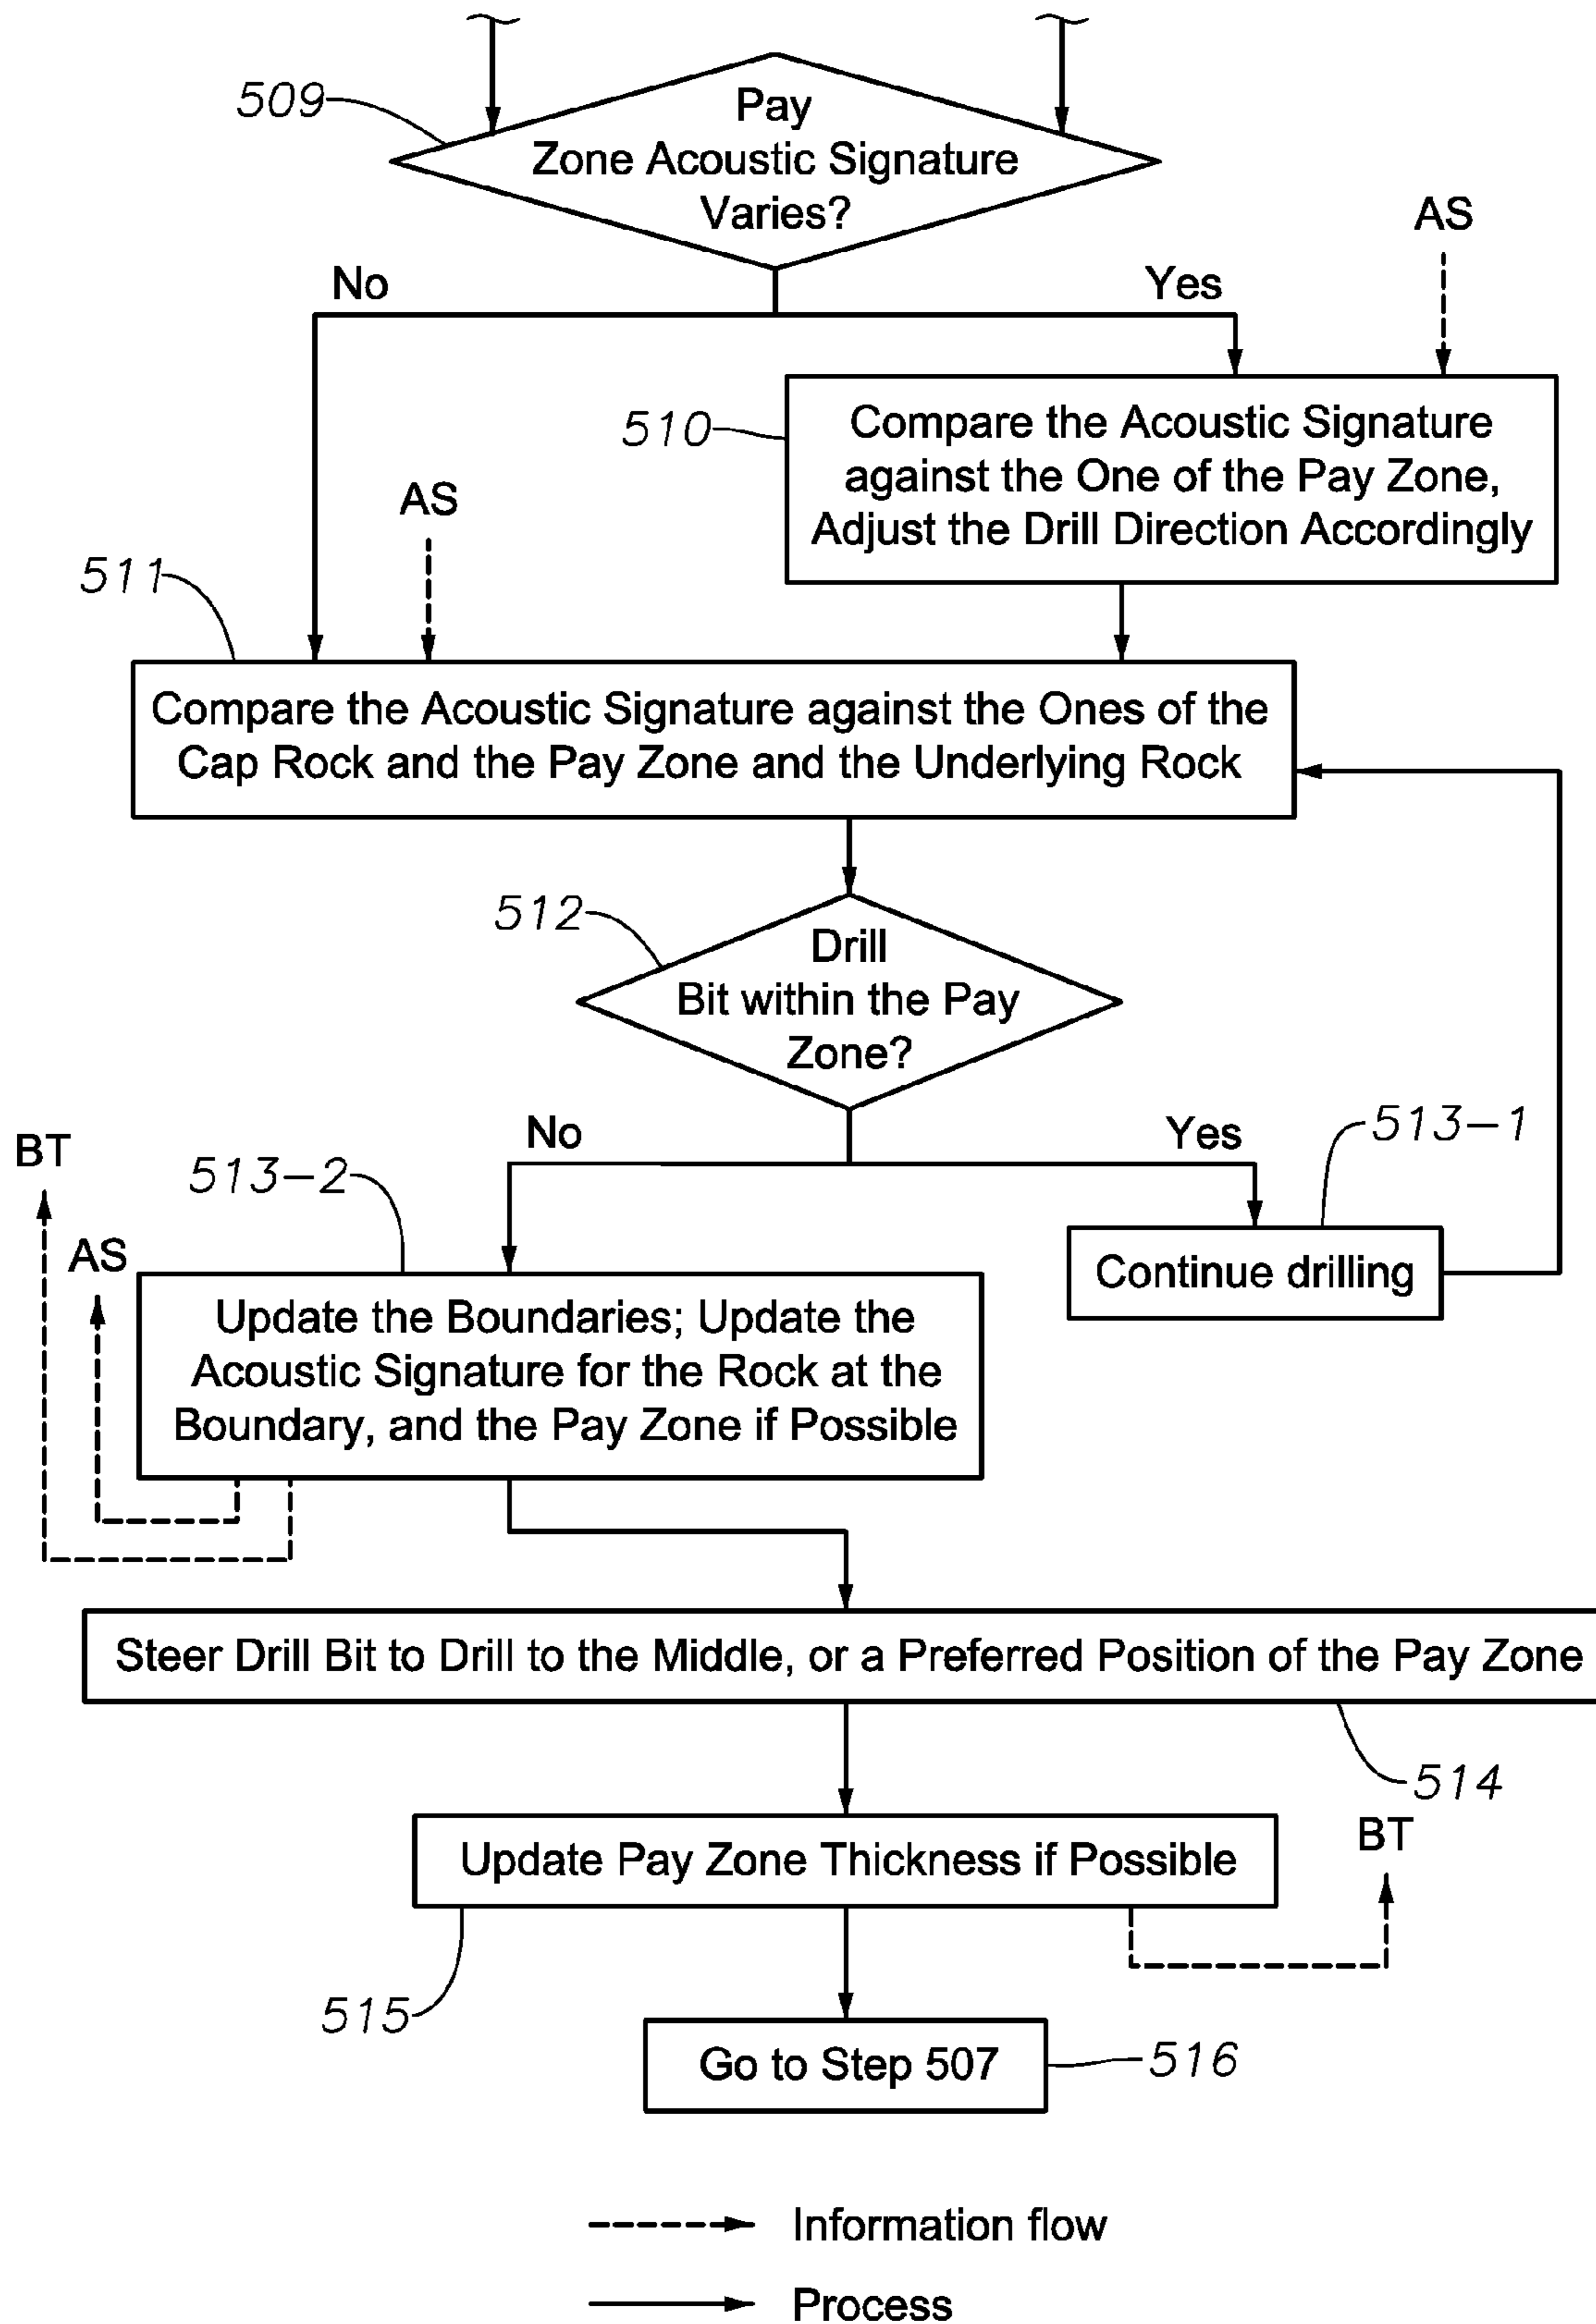 509
Pay
Zone Acoustic Signature
Varies?
AS
No
Yes
510
Compare the Acoustic Signature
against the One of the Pay Zone,
Adjust the Drill Direction Accordingly
AS
511
Compare the Acoustic Signature against the Ones of the
Cap Rock and the Pay Zone and the Underlying Rock
512
Drill
Bit within the Pay
Zone?
No
Yes
513-1
BT
513-2
AS
Continue drilling
Update the Boundaries; Update the
Acoustic Signature for the Rock at the
Boundary, and the Pay Zone if Possible
Steer Drill Bit to Drill to the Middle, or a Preferred Position of the Pay Zone
514
BT
Update Pay Zone Thickness if Possible
515
Go to Step 507
516
Information flow
Process